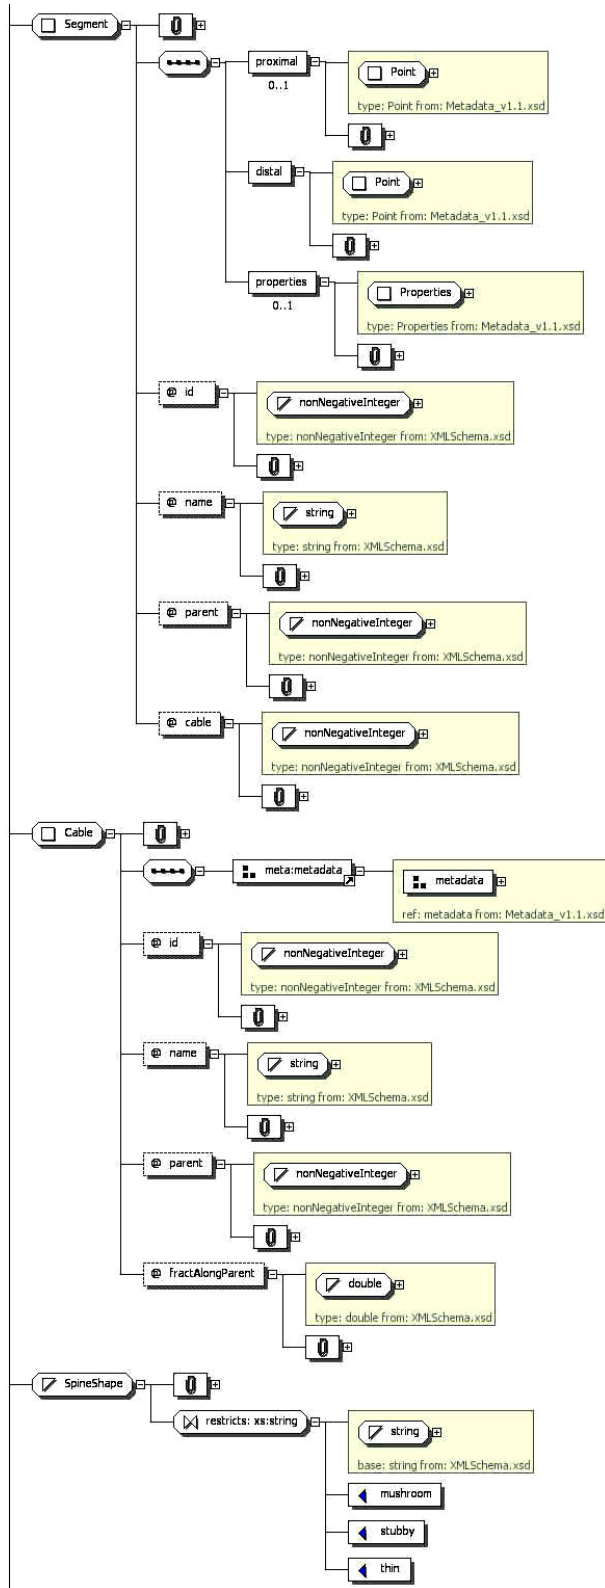 Segment
proximal
0..1
Point
type: Point from: Metadata_v1.1.xsd
distal
Point
type: Point from: Metadata_v1.1.xsd
properties
0..1
Properties
type: Properties from: Metadata_v1.1.xsd
@ id
nonNegativeInteger
type: nonNegativeInteger from: XMLSchema.xsd
@ name
string
type: string from: XMLSchema.xsd
@ parent
nonNegativeInteger
type: nonNegativeInteger from: XMLSchema.xsd
@ cable
nonNegativeInteger
type: nonNegativeInteger from: XMLSchema.xsd
Cable
meta:metadata
metadata
ref: metadata from: Metadata_v1.1.xsd
@ id
nonNegativeInteger
type: nonNegativeInteger from: XMLSchema.xsd
@ name
string
type: string from: XMLSchema.xsd
@ parent
nonNegativeInteger
type: nonNegativeInteger from: XMLSchema.xsd
@ fractAlongParent
double
type: double from: XMLSchema.xsd
SpineShape
restricts: xs:string
string
base: string from: XMLSchema.xsd
mushroom
stubby
thin